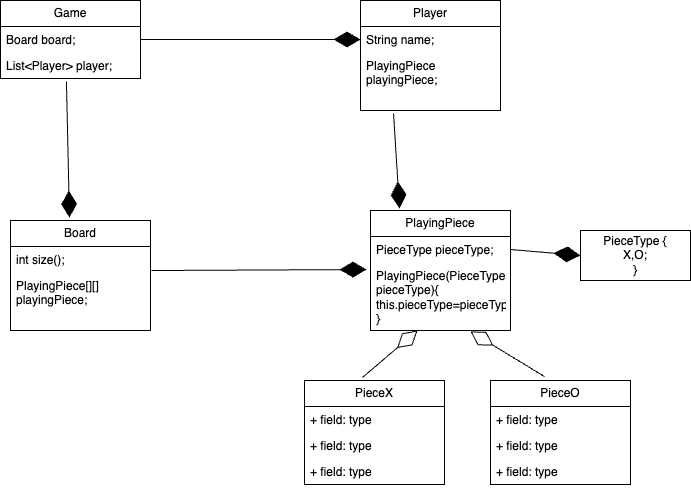 Game
Board board;
List<Player> player;
Player
String name;
PlayingPiece
playingPiece;
Board
int size();
PlayingPiece[][]
playingPiece;
PlayingPiece
PieceType pieceType;
PlayingPiece(PieceType
pieceType){
this.pieceType=pieceTyp
}
PieceType {
X,O;
}
PieceX
+ field: type
+ field: type
+ field: type
PieceO
+ field: type
+ field: type
+ field: type